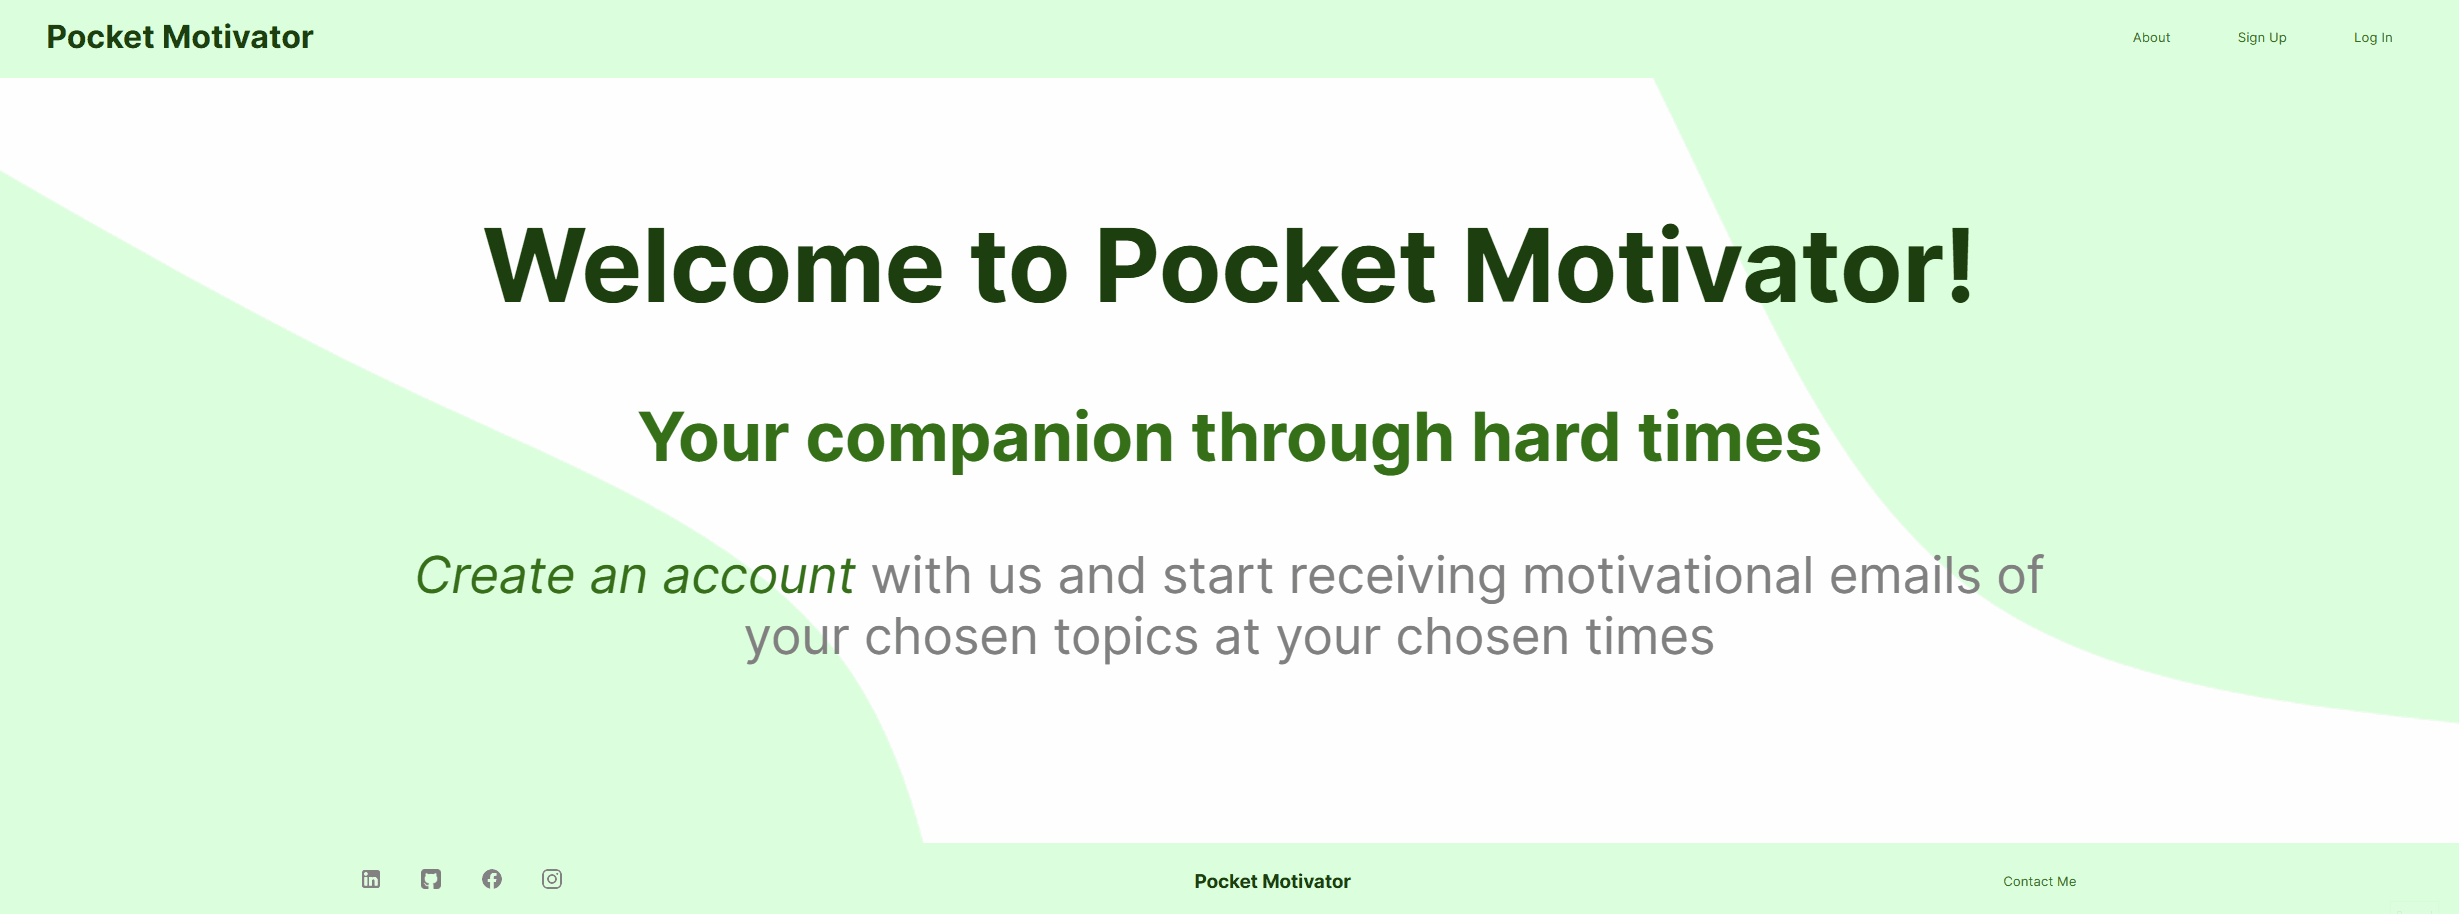 Pocket Motivator
About
Sign Up
Log In
Welcome to Pocket Motivator!
Your companion through hard times
Create an account with us and start receiving motivational emails of
your chosen topics at your chosen times
Pocket Motivator
Contact Me